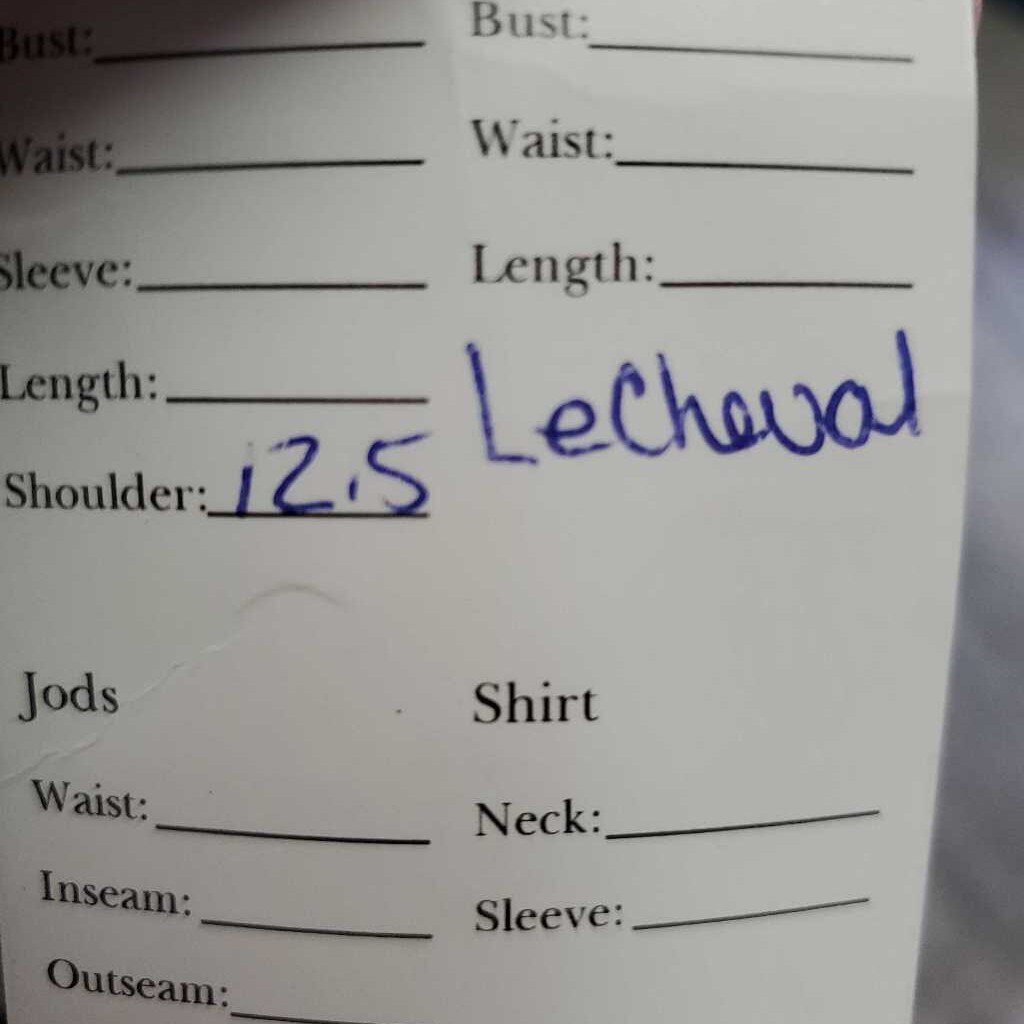 Bust: Bust:
Waist: Waist:
Sleeve: Length:
Length: LeCheval
Shoulder: 12.5
Jods Shirt
Waist: Neck:
Inseam: Sleeve:
Outseam: